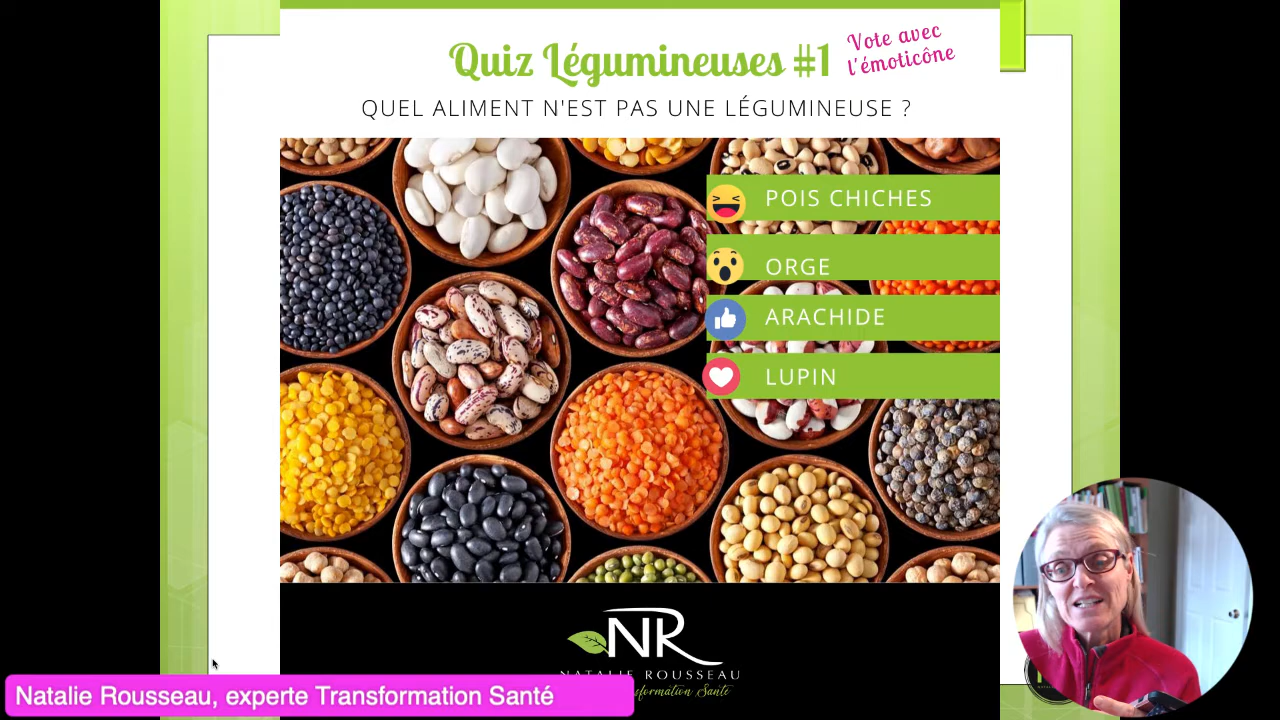 Quiz Légumineuses #1
Vote avec
l'émoticône
QUEL ALIMENT N'EST PAS UNE LÉGUMINEUSE ?
POIS CHICHES
ORGE
ARACHIDE
LUPIN
NR
NATALIE ROUSSEAU
Santé
Natalie Rousseau, experte Transformation Santé